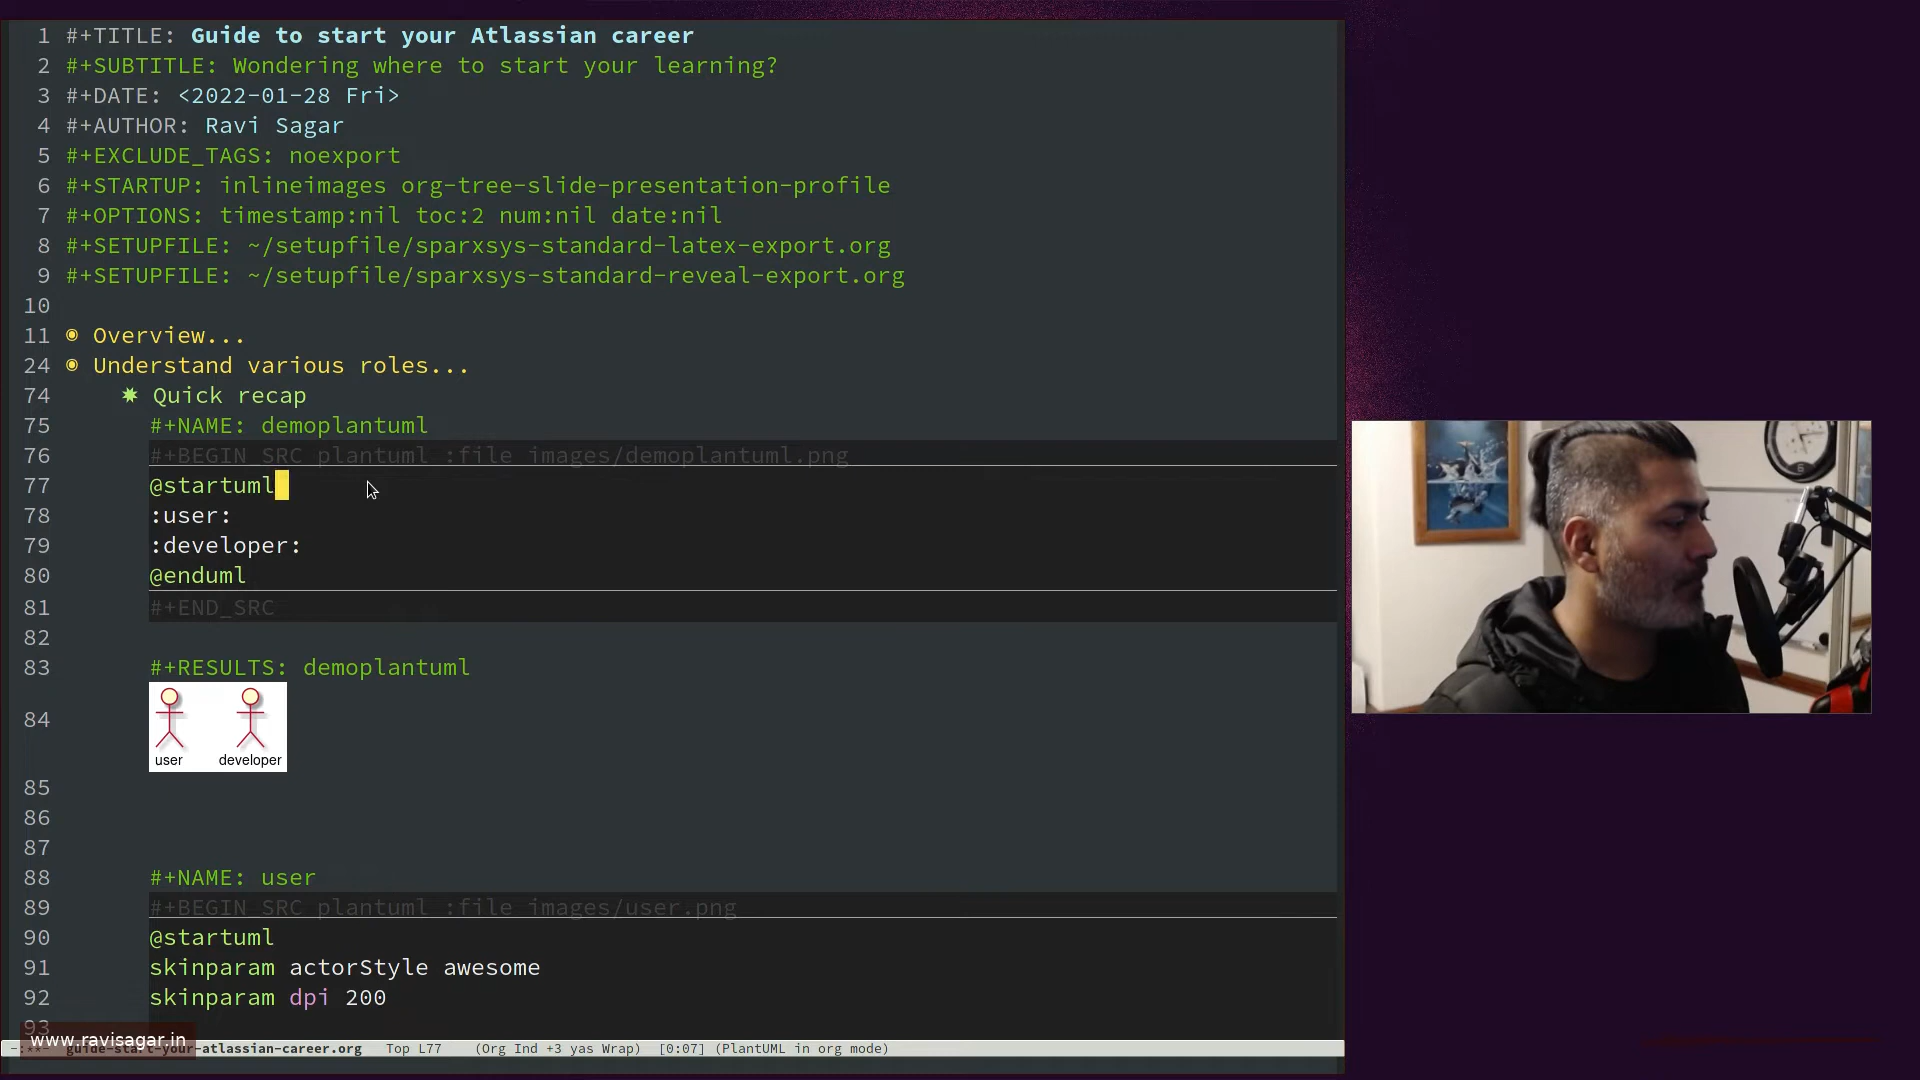 1 #+TITLE: Guide to start your Atlassian career
2 #+SUBTITLE: Wondering where to start your learning?
3 #+DATE: <2022-01-28 Fri>
4 #+AUTHOR: Ravi Sagar
5 #+EXCLUDE_TAGS: noexport
6 #+STARTUP: inlineimages org-tree-slide-presentation-profile
7 #+OPTIONS: timestamp:nil toc:2 num:nil date:nil
8 #+SETUPFILE: ~/setupfile/sparxsys-standard-latex-export.org
9 #+SETUPFILE: ~/setupfile/sparxsys-standard-reveal-export.org
10
11 ◉ Overview...
24 ◉ Understand various roles...
74 ✸ Quick recap
75 #+NAME: demoplantuml
76 #+BEGIN_SRC plantuml :file images/demoplantuml.png
77 @startuml
78 :user:
79 :developer:
80 @enduml
81 #+END_SRC
82
83 #+RESULTS: demoplantuml
84
user developer
85
86
87
88 #+NAME: user
89 #+BEGIN_SRC plantuml :file images/user.png
90 @startuml
91 skinparam actorStyle awesome
92 skinparam dpi 200
93
www.ravisagar.in
guide-start-your-atlassian-career.org Top L77 (Org Ind +3 yas Wrap) [0:07] (PlantUML in org mode)